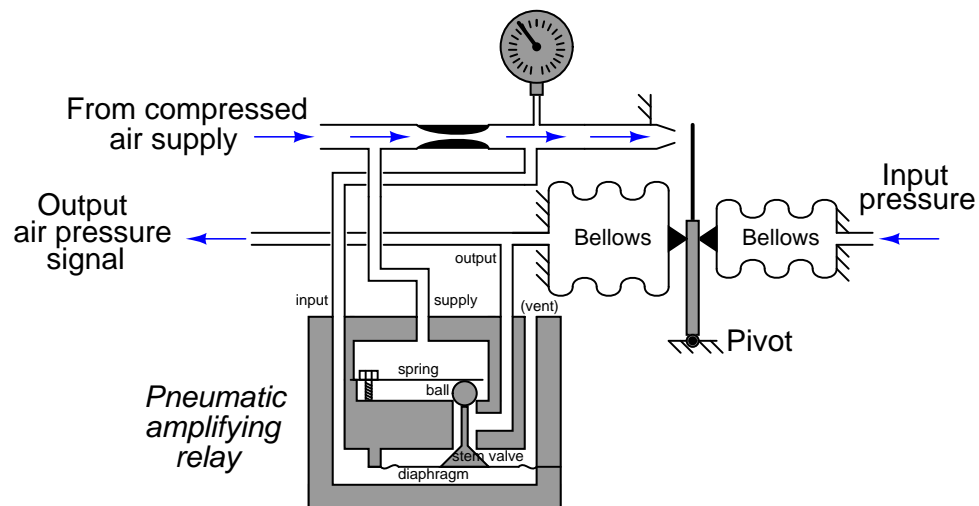 From compressed
air supply
Input
pressure
Output
air pressure
signal
Bellows
Bellows
output
input
supply
(vent)
Pivot
spring
ball
Pneumatic
amplifying
relay
stem valve
diaphragm